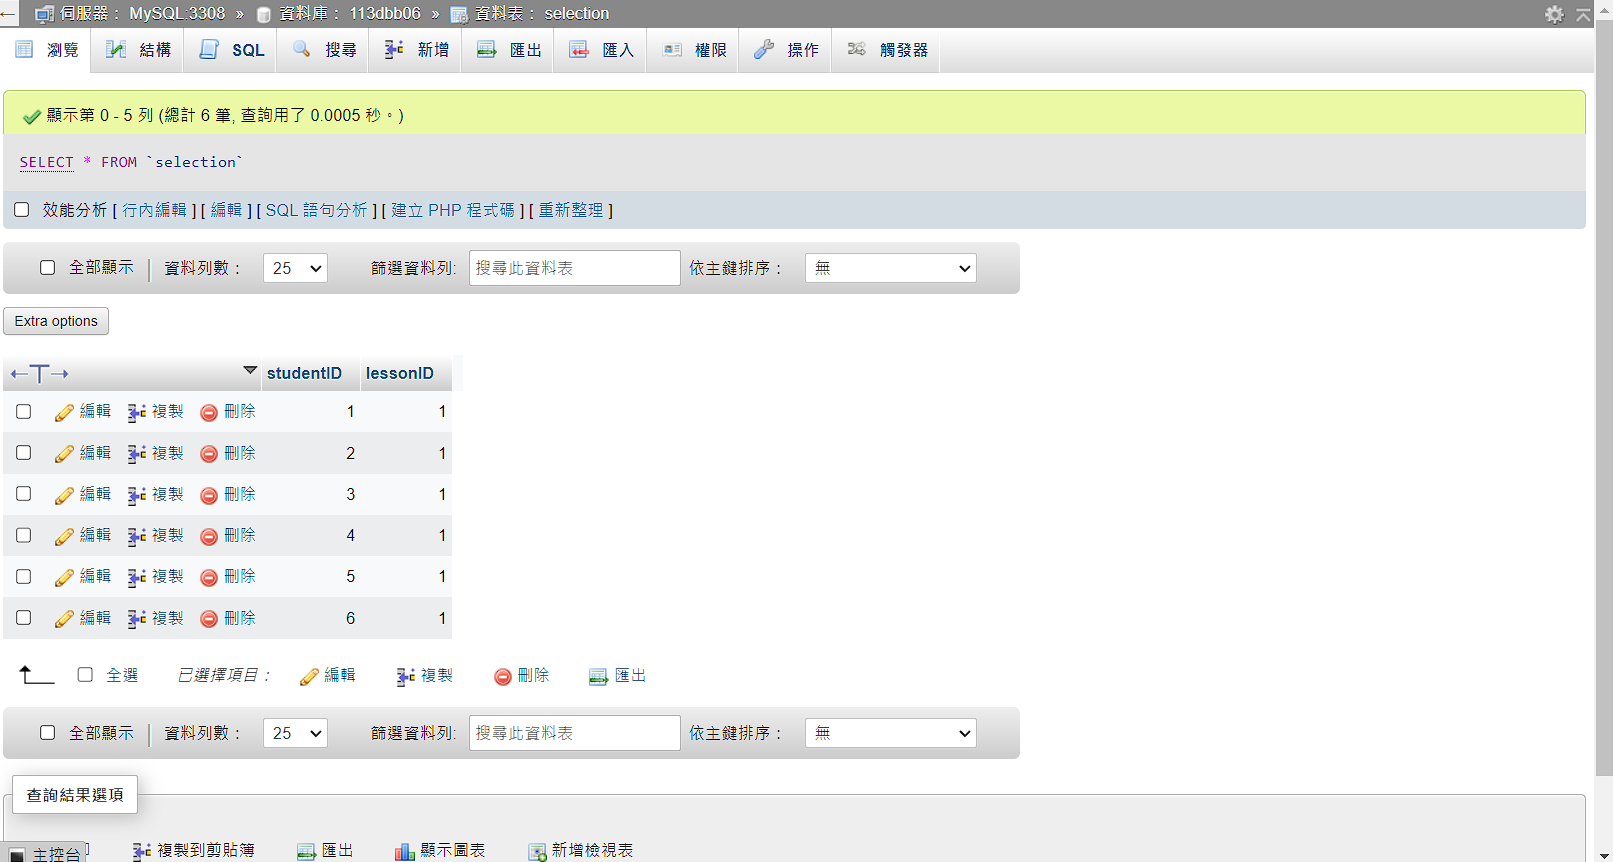 伺服器： MySQL:3308 » 資料庫： 113dbb06 » 資料表： selection
瀏覽 結構 SQL 搜尋 新增 匯出 匯入 權限 操作 觸發器
顯示第 0 - 5 列 (總計 6 筆, 查詢用了 0.0005 秒。)
SELECT * FROM `selection`
效能分析 [ 行內編輯 ] [ 編輯 ] [ SQL 語句分析 ] [ 建立 PHP 程式碼 ] [ 重新整理 ]
全部顯示 資料列數： 25 篩選資料列: 搜尋此資料表 依主鍵排序： 無
Extra options
←T→ studentID lessonID
編輯 複製 刪除 1 1
編輯 複製 刪除 2 1
編輯 複製 刪除 3 1
編輯 複製 刪除 4 1
編輯 複製 刪除 5 1
編輯 複製 刪除 6 1
全選 已選擇項目： 編輯 複製 刪除 匯出
全部顯示 資料列數： 25 篩選資料列: 搜尋此資料表 依主鍵排序： 無
查詢結果選項
主控台 複製到剪貼簿 匯出 顯示圖表 新增檢視表